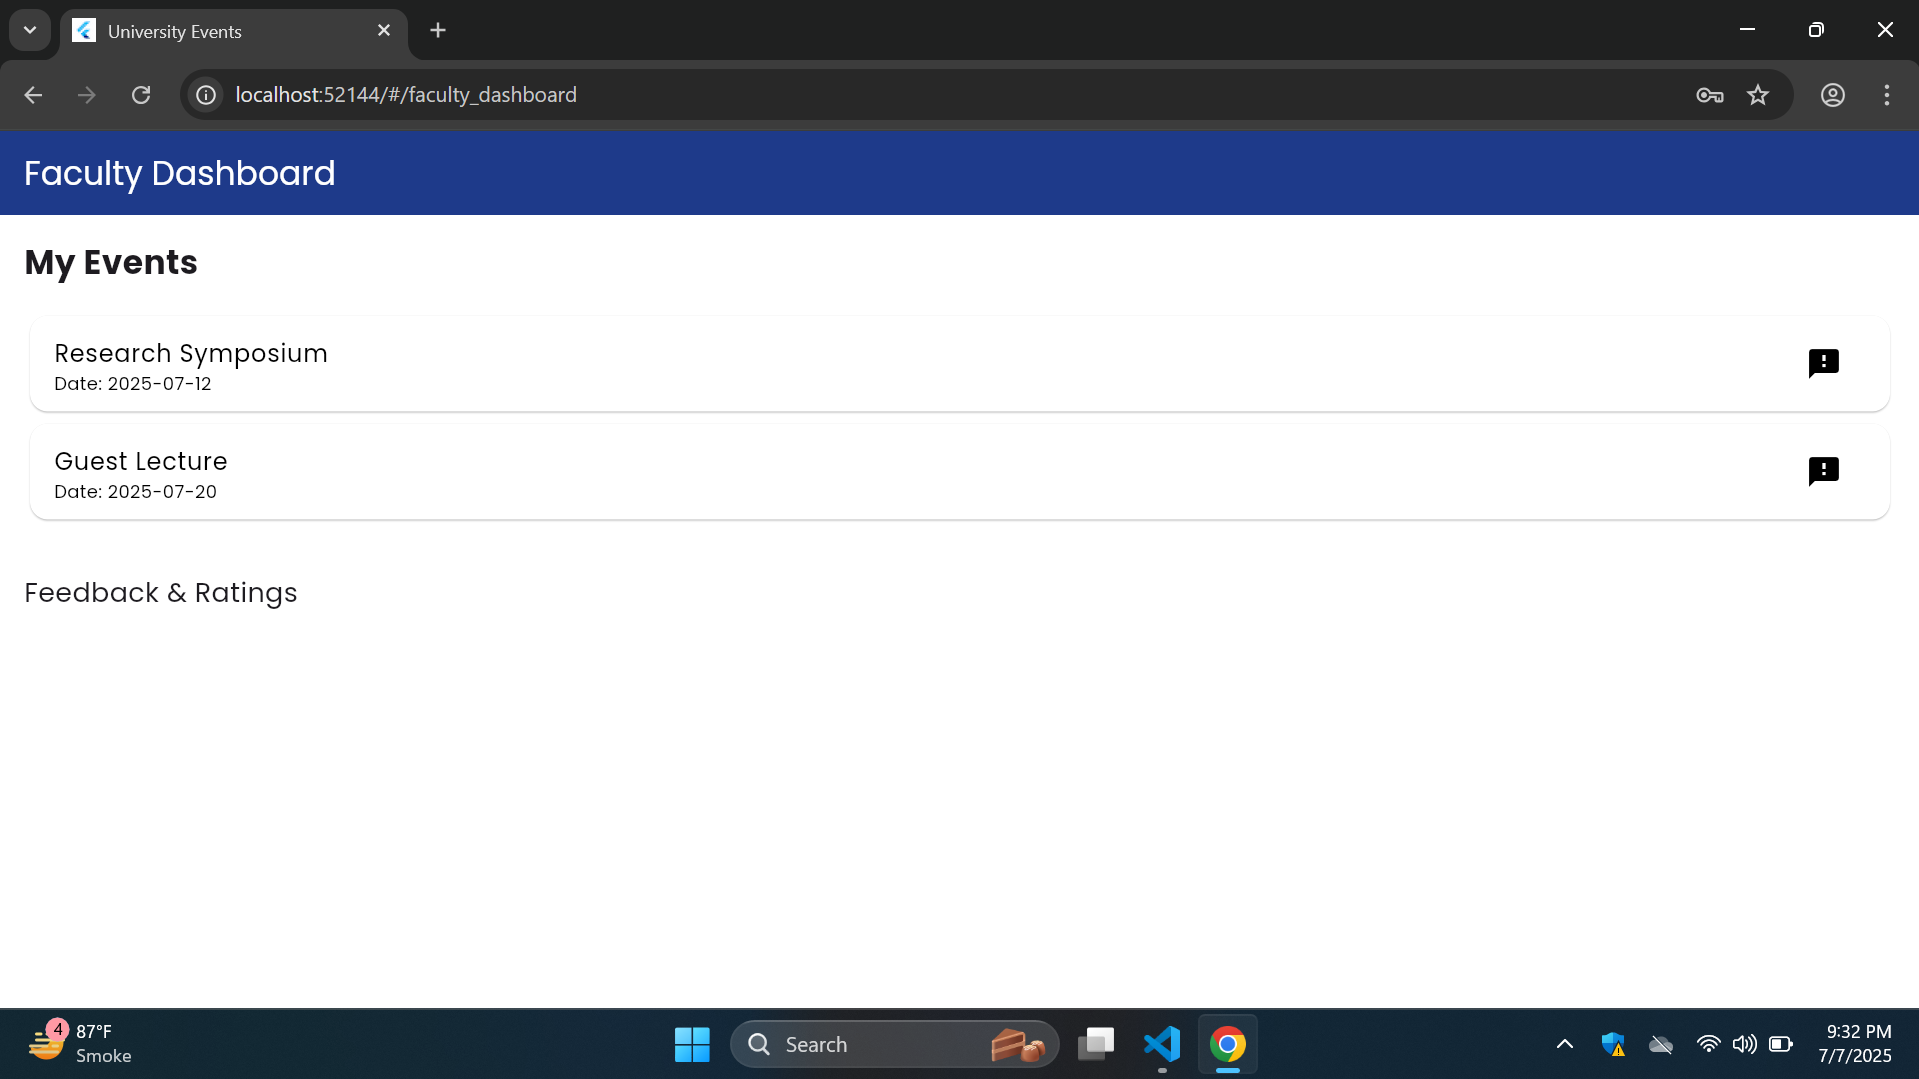 University Events
localhost:52144/#/faculty_dashboard
Faculty Dashboard
My Events
Research Symposium
Date: 2025-07-12
Guest Lecture
Date: 2025-07-20
Feedback & Ratings
4
87°F
Smoke
Search
9:32 PM
7/7/2025